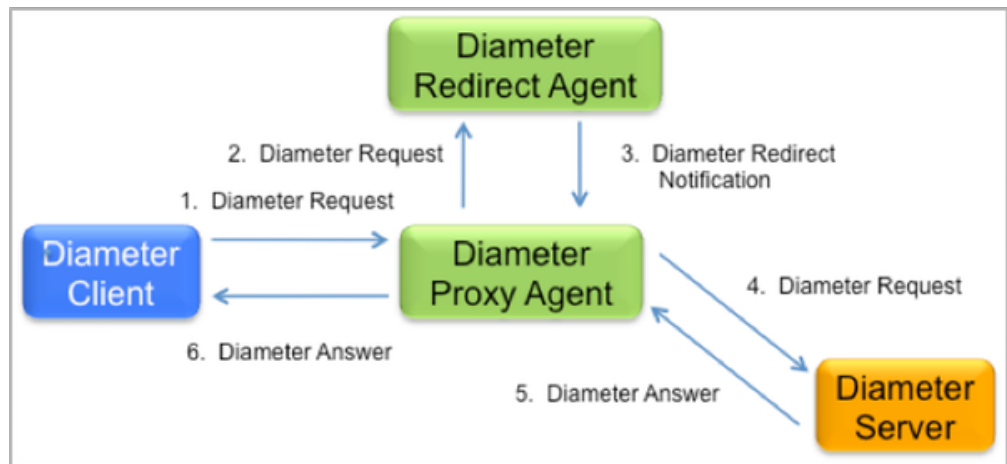 Diameter
Redirect Agent
2. Diameter Request
3. Diameter Redirect
Notification
1. Diameter Request
Diameter
Client
Diameter
Proxy Agent
4. Diameter Request
6. Diameter Answer
5. Diameter Answer
Diameter
Server